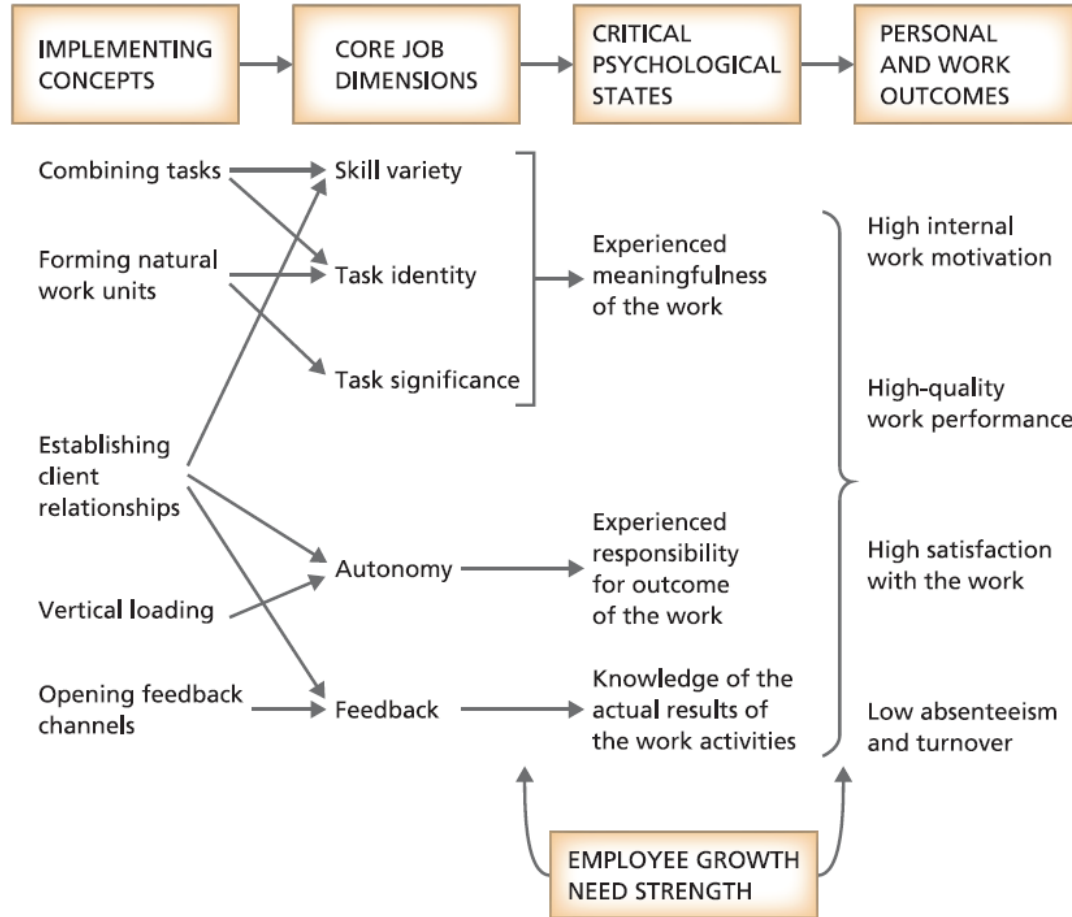 IMPLEMENTING
CONCEPTS
CORE JOB
DIMENSIONS
CRITICAL
PSYCHOLOGICAL
STATES
PERSONAL
AND WORK
OUTCOMES
Combining tasks
Forming natural
work units
Establishing
client
relationships
Vertical loading
Opening feedback
channels
Skill variety
Task identity
Task significance
Autonomy
Feedback
Experienced
meaningfulness
of the work
Experienced
responsibility
for outcome
of the work
Knowledge of the
actual results of
the work activities
High internal
work motivation
High-quality
work performance
High satisfaction
with the work
Low absenteeism
and turnover
EMPLOYEE GROWTH
NEED STRENGTH